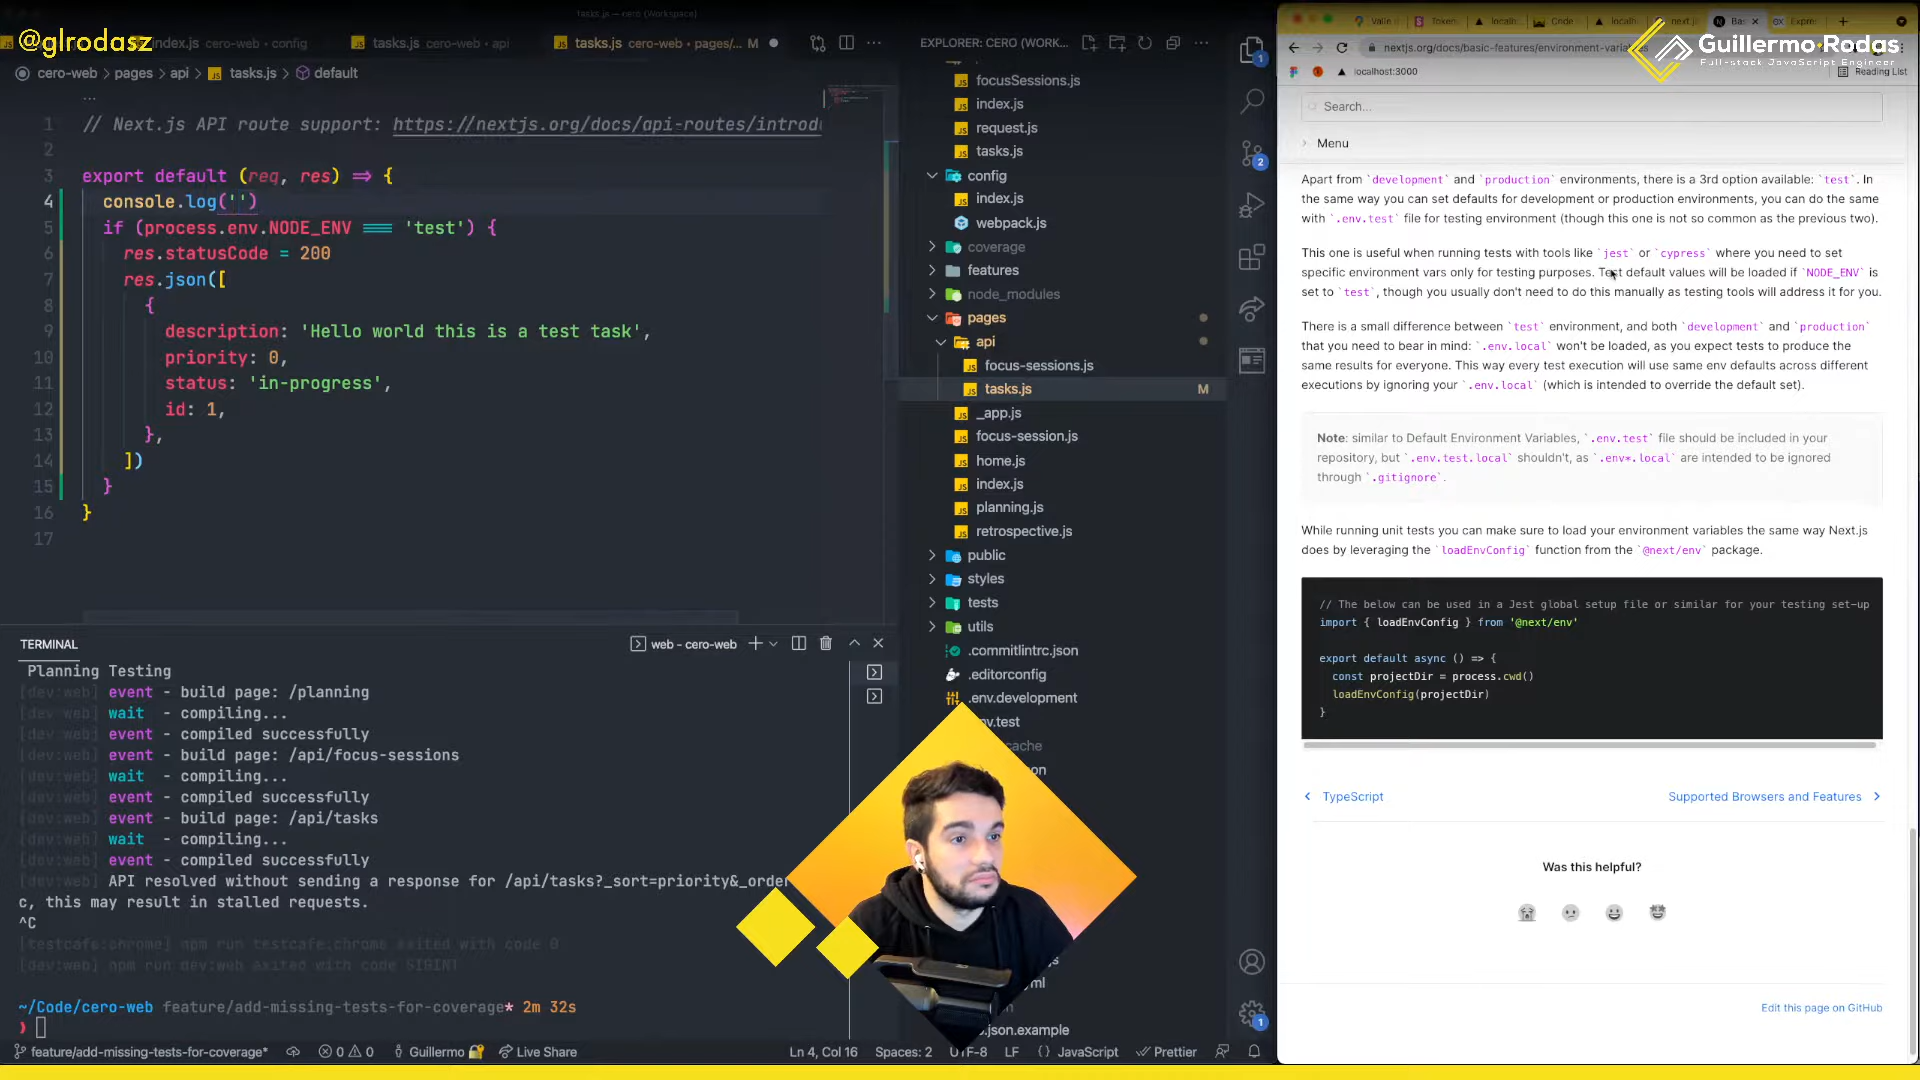 @glrodasz
Tasks.js — cero (Workspace)
index.js cero-web › config
tasks.js cero-web › api
tasks.js cero-web › pages/... M
cero-web > pages > api > tasks.js > default
...
1 // Next.js API route support: https://nextjs.org/docs/api-routes/introdu
2
3 export default (req, res) => {
4 console.log('')
5 if (process.env.NODE_ENV === 'test') {
6 res.statusCode = 200
7 res.json([
8 {
9 description: 'Hello world this is a test task',
10 priority: 0,
11 status: 'in-progress',
12 id: 1,
13 },
14 ])
15 }
16 }
17
TERMINAL
web - cero-web
Planning Testing
[dev:web] event - build page: /planning
[dev:web] wait - compiling...
[dev:web] event - compiled successfully
[dev:web] event - build page: /api/focus-sessions
[dev:web] wait - compiling...
[dev:web] event - compiled successfully
[dev:web] event - build page: /api/tasks
[dev:web] wait - compiling...
[dev:web] event - compiled successfully
[dev:web] API resolved without sending a response for /api/tasks?_sort=priority&_order
c, this may result in stalled requests.
^C
[testcafe:chrome] npm run testcafe:chrome exited with code 0
[dev:web] npm run dev:web exited with code SIGINT
~/Code/cero-web feature/add-missing-tests-for-coverage* 2m 32s
feature/add-missing-tests-for-coverage* 0 0 Guillermo Live Share
Ln 4, Col 16 Spaces: 2 UTF-8 LF JavaScript Prettier
EXPLORER: CERO (WORK...
focusSessions.js
index.js
request.js
tasks.js
config
index.js
webpack.js
coverage
features
node_modules
pages
api
focus-sessions.js
tasks.js M
_app.js
focus-session.js
home.js
index.js
planning.js
retrospective.js
public
styles
tests
utils
.commitlintrc.json
.editorconfig
.env.development
nv.test
cache
on
s
ml
n
.json.example
1
2
1
Guillermo Rodas
Full-stack JavaScript Engineer
nextjs.org/docs/basic-features/environment-variables
localhost:3000
Reading List
Search...
Menu
Apart from `development` and `production` environments, there is a 3rd option available: `test`. In
the same way you can set defaults for development or production environments, you can do the same
with `.env.test` file for testing environment (though this one is not so common as the previous two).
This one is useful when running tests with tools like `jest` or `cypress` where you need to set
specific environment vars only for testing purposes. Test default values will be loaded if `NODE_ENV` is
set to `test`, though you usually don't need to do this manually as testing tools will address it for you.
There is a small difference between `test` environment, and both `development` and `production`
that you need to bear in mind: `.env.local` won't be loaded, as you expect tests to produce the
same results for everyone. This way every test execution will use same env defaults across different
executions by ignoring your `.env.local` (which is intended to override the default set).
Note: similar to Default Environment Variables, `.env.test` file should be included in your
repository, but `.env.test.local` shouldn't, as `.env*.local` are intended to be ignored
through `.gitignore`.
While running unit tests you can make sure to load your environment variables the same way Next.js
does by leveraging the `loadEnvConfig` function from the `@next/env` package.
// The below can be used in a Jest global setup file or similar for your testing set-up
import { loadEnvConfig } from '@next/env'
export default async () => {
const projectDir = process.cwd()
loadEnvConfig(projectDir)
}
TypeScript
Supported Browsers and Features
Was this helpful?
Edit this page on GitHub